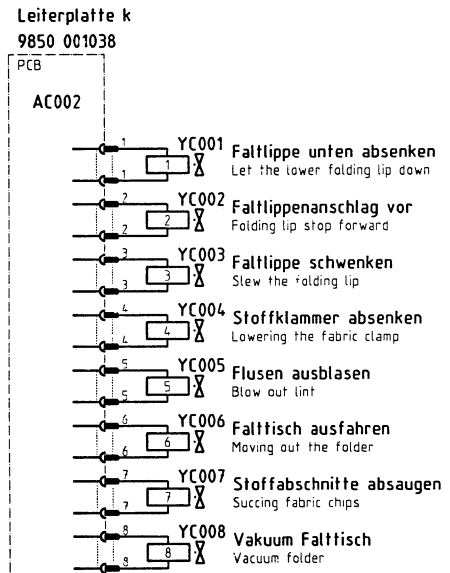 Leiterplatte k
9850 001038
PCB
AC002
1 YC001 Faltlippe unten absenken
1 1 Let the lower folding lip down
2 YC002 Faltlippenanschlag vor
2 2 Folding lip stop forward
3 YC003 Faltlippe schwenken
3 3 Slew the folding lip
4 YC004 Stoffklammer absenken
4 4 Lowering the fabric clamp
5 YC005 Flusen ausblasen
5 5 Blow out lint
6 YC006 Falttisch ausfahren
6 6 Moving out the folder
7 YC007 Stoffabschnitte absaugen
7 7 Succing fabric chips
8 YC008 Vakuum Falttisch
8 8 Vacuum folder